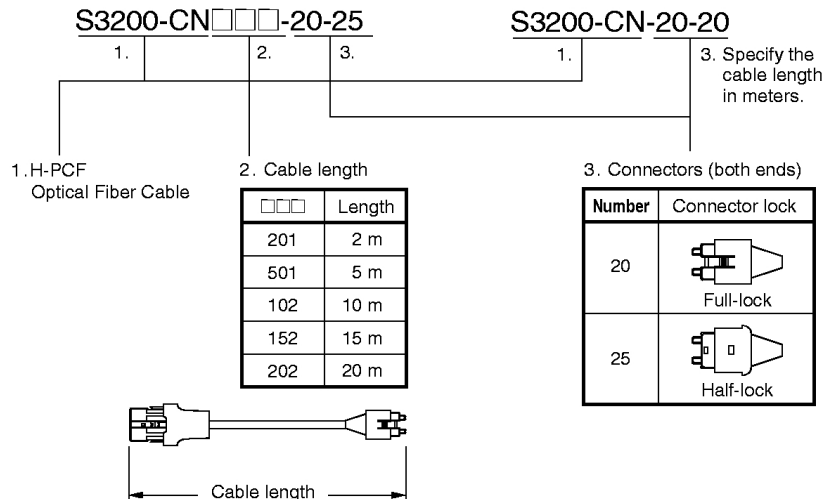 S3200-CN□□□-20-25
1. 2. 3.
S3200-CN-20-20
1.
3. Specify the
cable length
in meters.
1. H-PCF
Optical Fiber Cable
2. Cable length
□□□ Length
201 2 m
501 5 m
102 10 m
152 15 m
202 20 m
Cable length
3. Connectors (both ends)
Number Connector lock
20 Full-lock
25 Half-lock